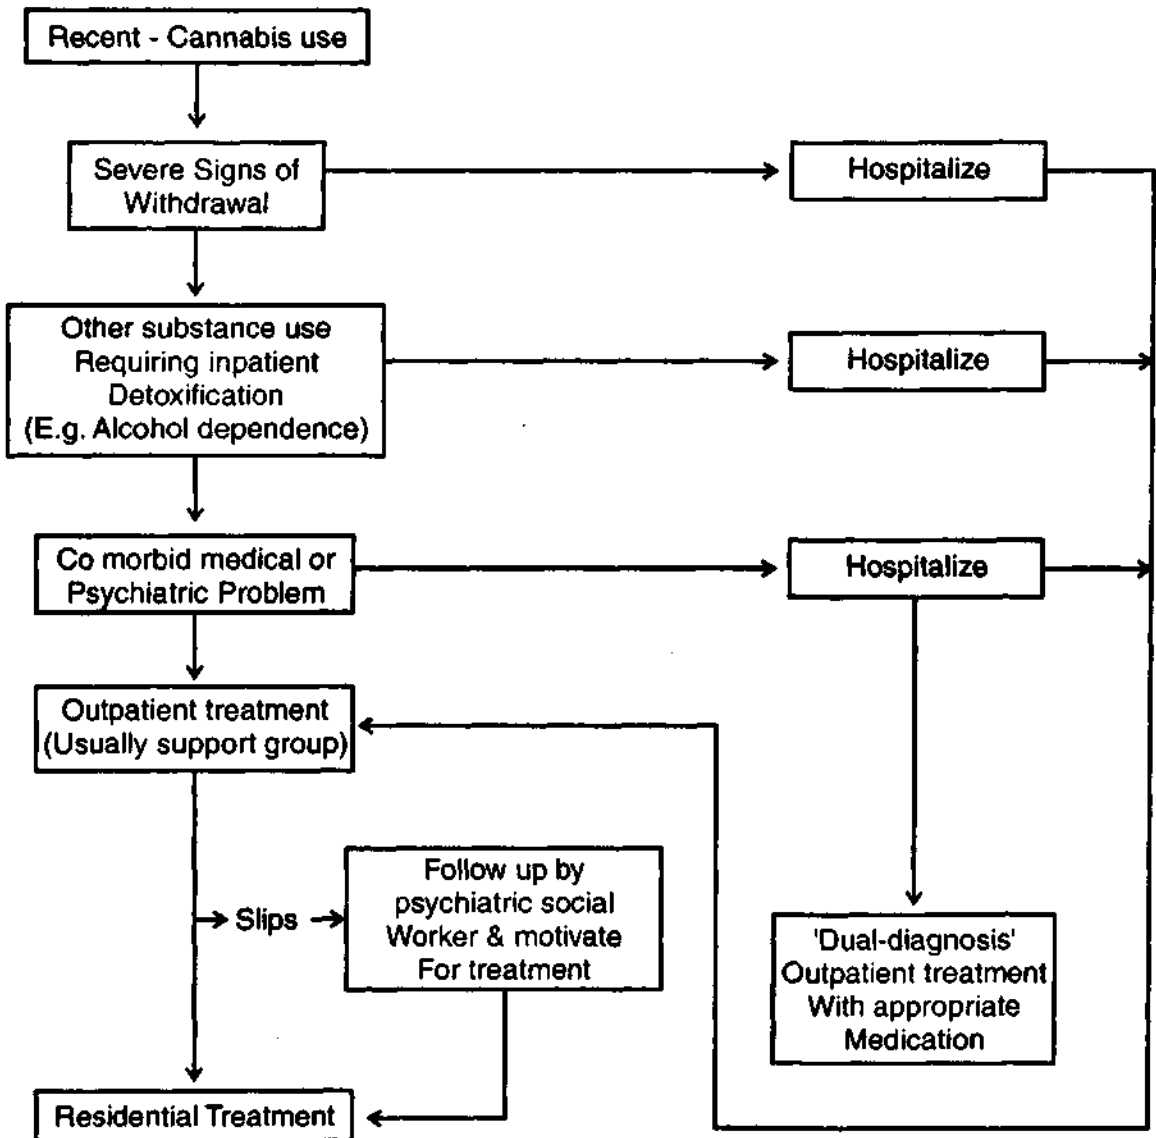 Recent - Cannabis use
Severe Signs of
Withdrawal
Hospitalize
Other substance use
Requiring inpatient
Detoxification
(E.g. Alcohol dependence)
Hospitalize
Co morbid medical or
Psychiatric Problem
Hospitalize
Outpatient treatment
(Usually support group)
Slips
Follow up by
psychiatric social
Worker & motivate
For treatment
'Dual-diagnosis'
Outpatient treatment
With appropriate
Medication
Residential Treatment